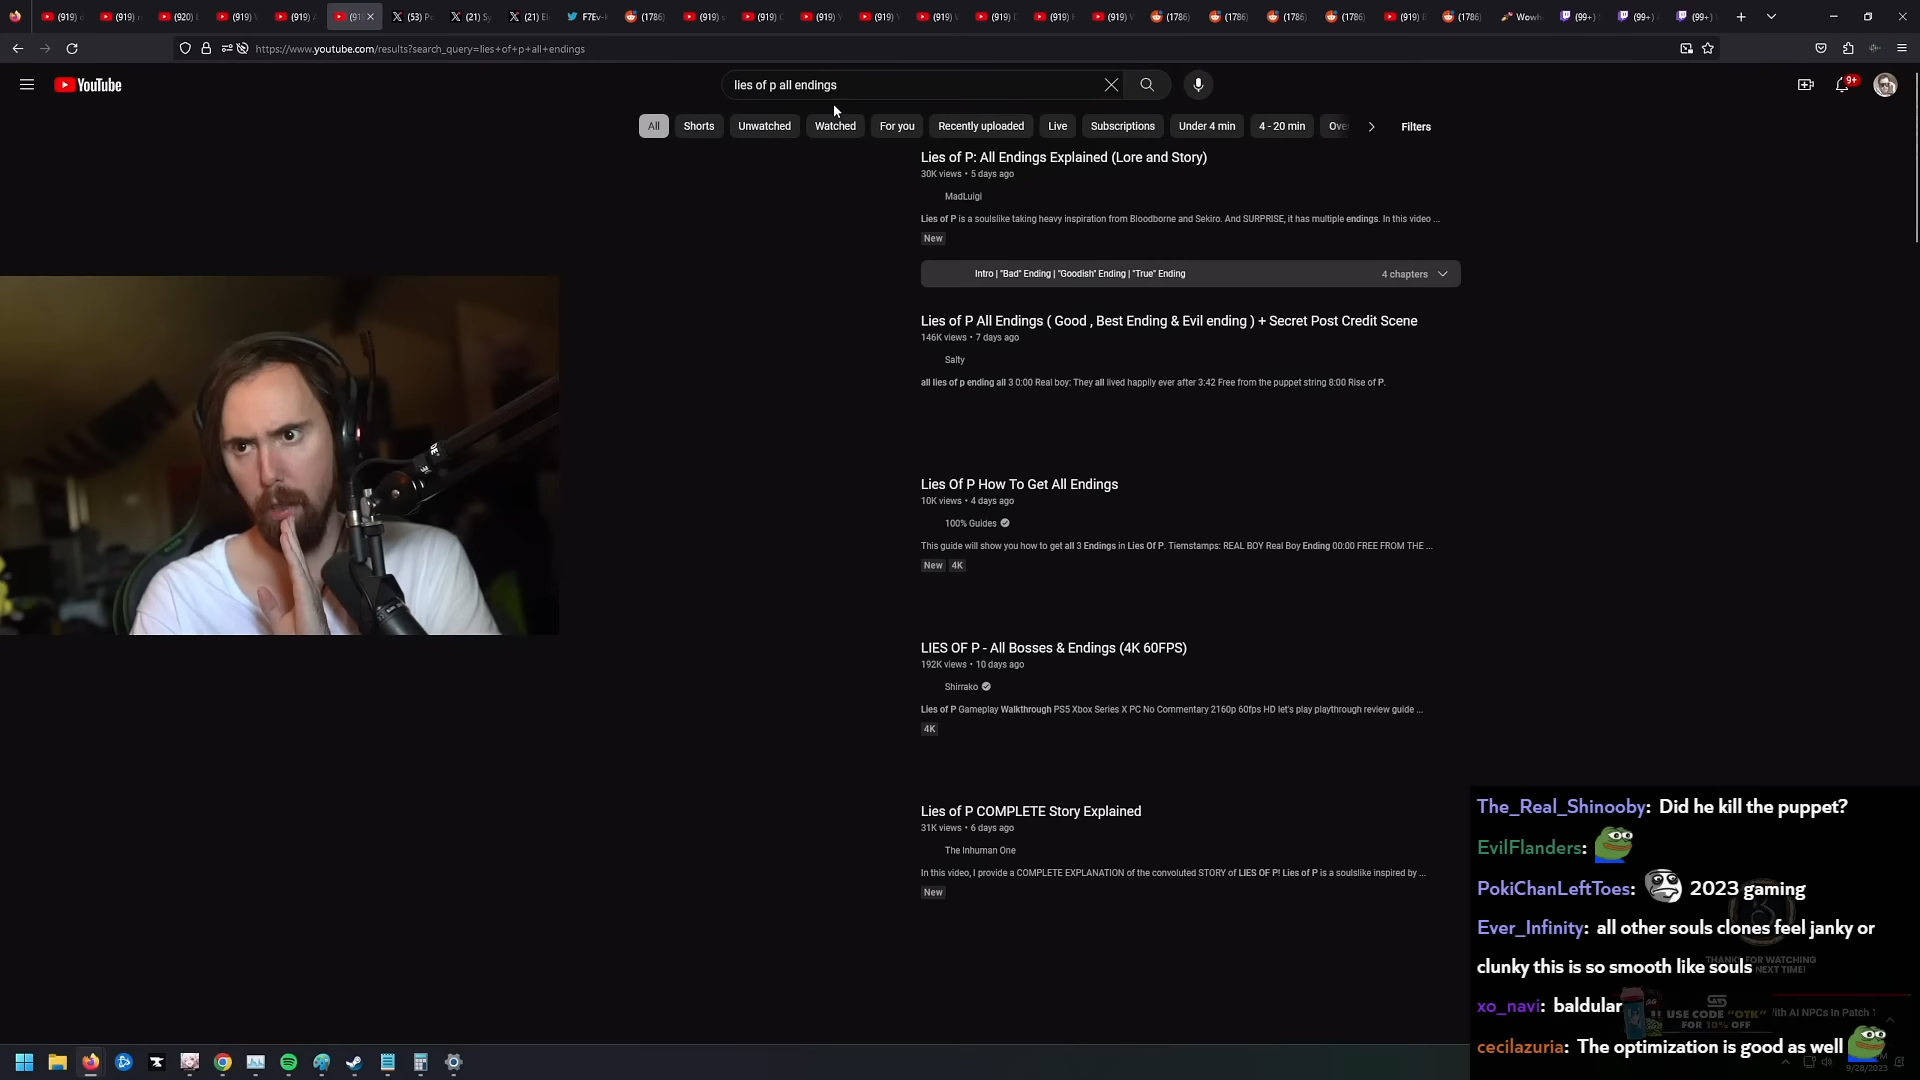 https://www.youtube.com/results?search_query=lies+of+p+all+endings
YouTube
lies of p all endings
9+
All
Shorts
Unwatched
Watched
For you
Recently uploaded
Live
Subscriptions
Under 4 min
4 - 20 min
Filters
Lies of P: All Endings Explained (Lore and Story)
30K views • 5 days ago
MadLuigi
Lies of P is a soulslike taking heavy inspiration from Bloodborne and Sekiro. And SURPRISE, it has multiple endings. In this video ...
New
Intro | "Bad" Ending | "Goodish" Ending | "True" Ending
4 chapters
Lies of P All Endings ( Good , Best Ending & Evil ending ) + Secret Post Credit Scene
146K views • 7 days ago
Salty
all lies of p ending all 3 0:00 Real boy: They all lived happily ever after 3:42 Free from the puppet string 8:00 Rise of P.
Lies Of P How To Get All Endings
10K views • 4 days ago
100% Guides
This guide will show you how to get all 3 Endings in Lies Of P. Tiemstamps: REAL BOY Real Boy Ending 00:00 FREE FROM THE ...
New 4K
LIES OF P - All Bosses & Endings (4K 60FPS)
192K views • 10 days ago
Shirrako
Lies of P Gameplay Walkthrough PS5 Xbox Series X PC No Commentary 2160p 60fps HD let's play playthrough review guide ...
4K
Lies of P COMPLETE Story Explained
31K views • 6 days ago
The Inhuman One
In this video, I provide a COMPLETE EXPLANATION of the convoluted STORY of LIES OF P! Lies of P is a soulslike inspired by ...
New
The_Real_Shinooby: Did he kill the puppet?
EvilFlanders:
PokiChanLeftToes: 2023 gaming
Ever_Infinity: all other souls clones feel janky or
clunky this is so smooth like souls
xo_navi: baldular
USE CODE "OTK"
FOR 10% OFF
cecilazuria: The optimization is good as well
9/28/2023